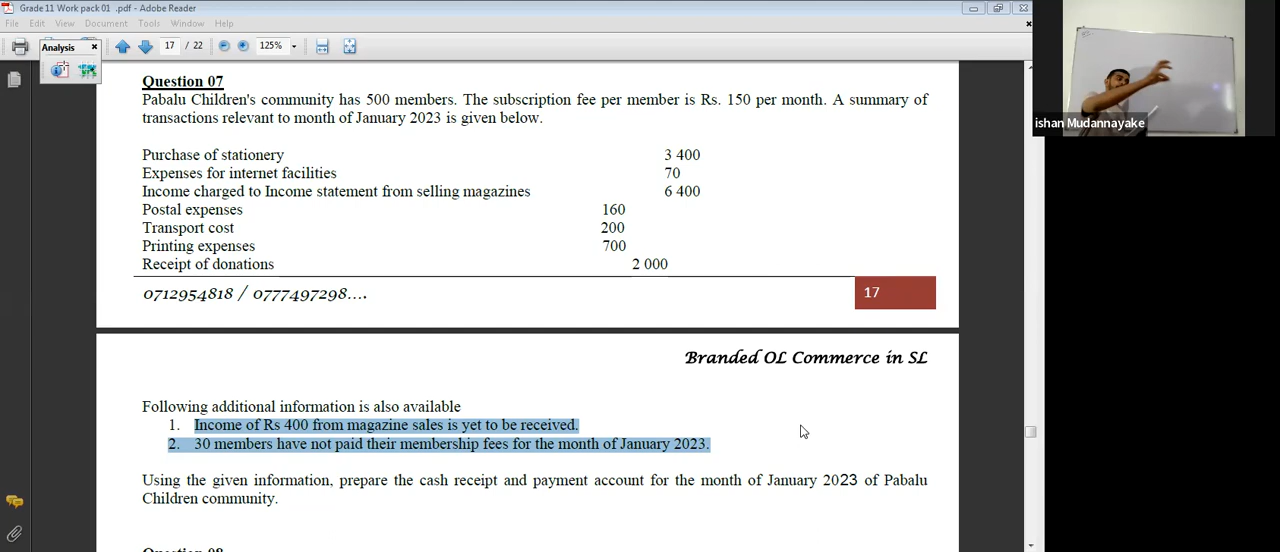 Grade 11 Work pack 01 .pdf - Adobe Reader
File Edit View Document Tools Window Help
Analysis
17 / 22 125%
Question 07
Pabalu Children's community has 500 members. The subscription fee per member is Rs. 150 per month. A summary of
transactions relevant to month of January 2023 is given below.
Purchase of stationery 3 400
Expenses for internet facilities 70
Income charged to Income statement from selling magazines 6 400
Postal expenses 160
Transport cost 200
Printing expenses 700
Receipt of donations 2 000
0712954818 / 0777497298....
17
Branded OL Commerce in SL
Following additional information is also available
1. Income of Rs 400 from magazine sales is yet to be received.
2. 30 members have not paid their membership fees for the month of January 2023.
Using the given information, prepare the cash receipt and payment account for the month of January 2023 of Pabalu
Children community.
Question 08
ishan Mudannayake